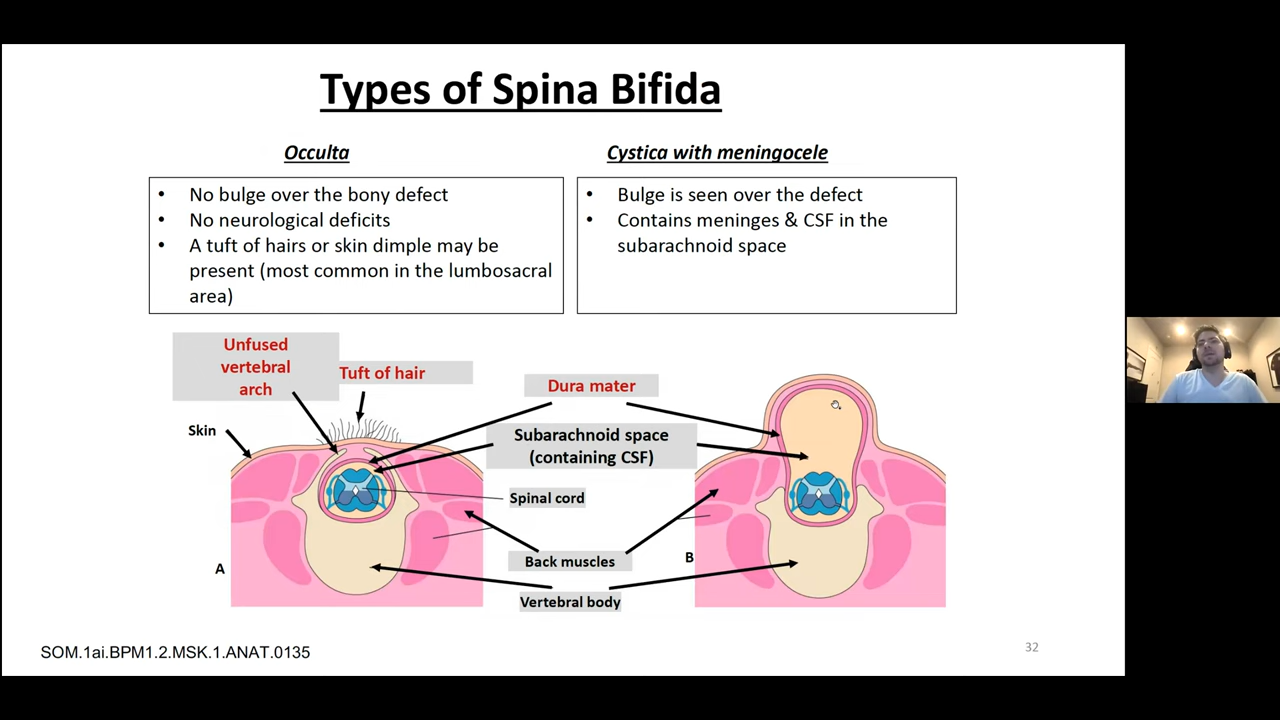 Types of Spina Bifida
Occulta
• No bulge over the bony defect
• No neurological deficits
• A tuft of hairs or skin dimple may be
present (most common in the lumbosacral
area)
Cystica with meningocele
• Bulge is seen over the defect
• Contains meninges & CSF in the
subarachnoid space
Unfused
vertebral
arch
Tuft of hair
Skin
Dura mater
Subarachnoid space
(containing CSF)
Spinal cord
Back muscles
Vertebral body
A
B
SOM.1ai.BPM1.2.MSK.1.ANAT.0135
32